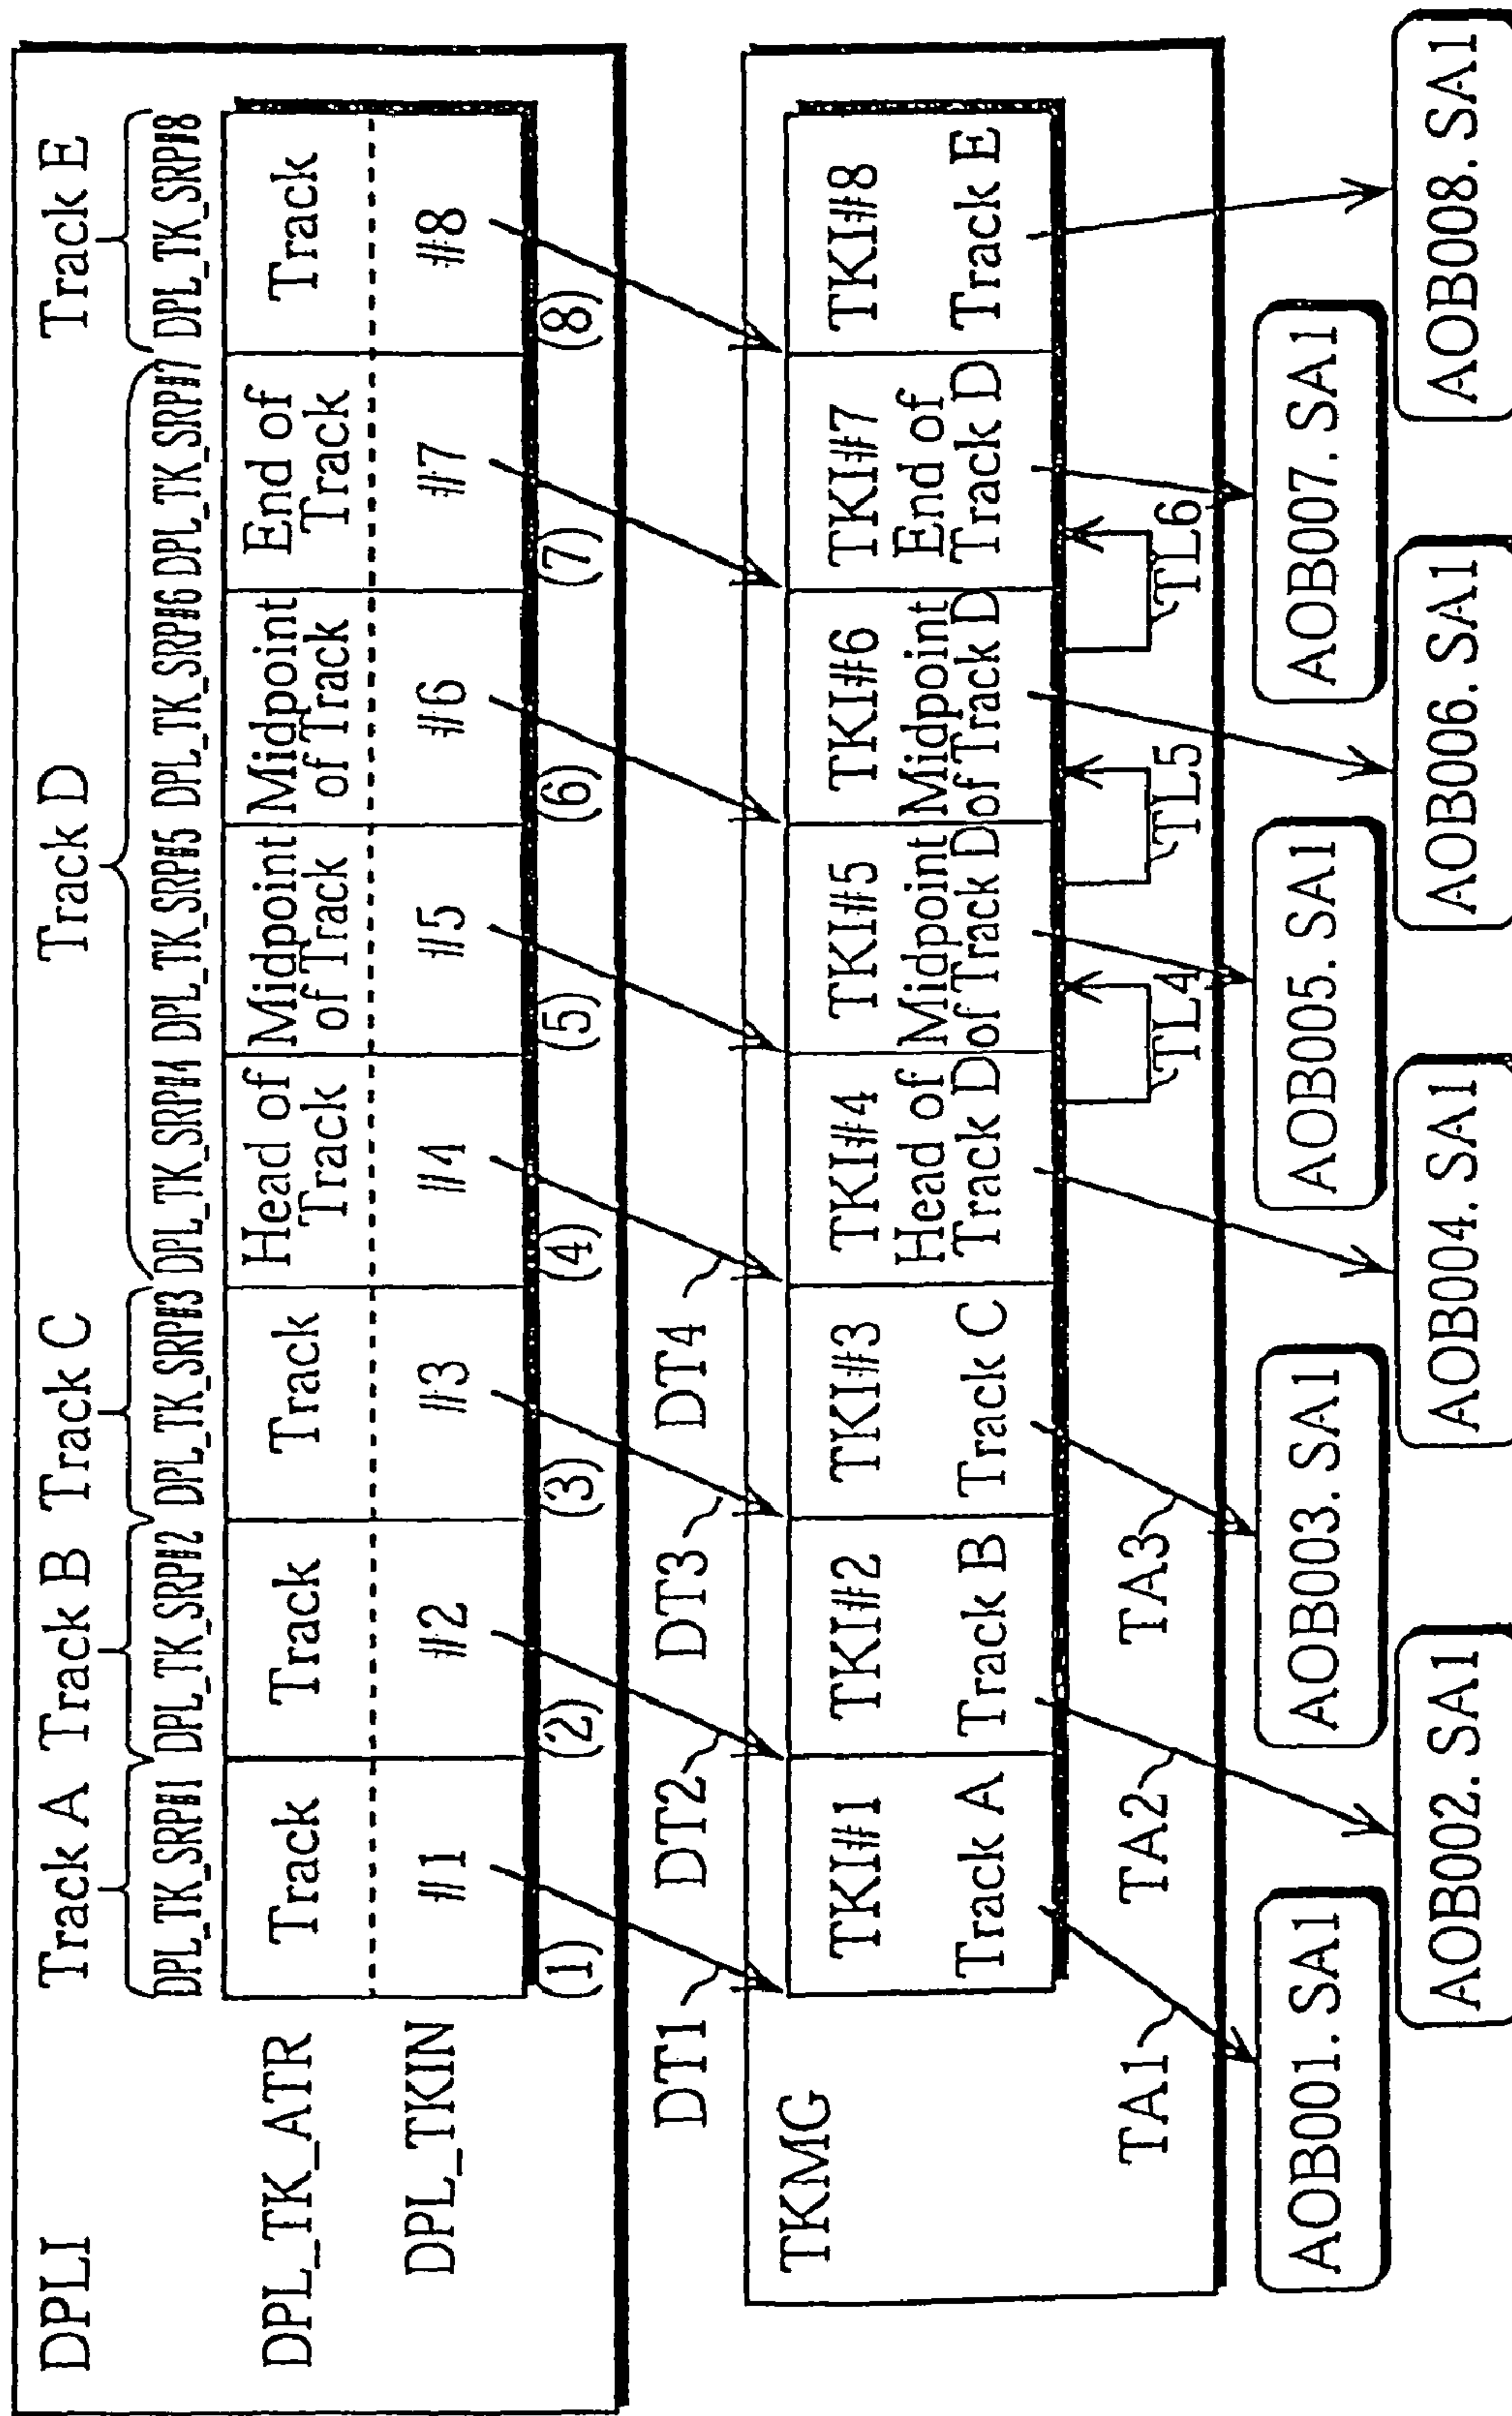 DPLI
Track A Track B Track C Track D Track E
DPL_TK_SRP#1 DPL_TK_SRP#2 DPL_TK_SRP#3 DPL_TK_SRP#4 DPL_TK_SRP#5 DPL_TK_SRP#6 DPL_TK_SRP#7 DPL_TK_SRP#8
DPL_TK_ATR
Track
Track
Track
Head of
Track
Midpoint
of Track
Midpoint
of Track
End of
Track
Track
DPL_TKIN
#1 #2 #3 #4 #5 #6 #7 #8
(1) (2) (3) (4) (5) (6) (7) (8)
DT1 DT2 DT3 DT4
TKMG
TKI#1
Track A
TKI#2
Track B
TKI#3
Track C
TKI#4
Head of
Track D
TKI#5
Midpoint
of Track D
TKI#6
Midpoint
of Track D
TKI#7
End of
Track D
TKI#8
Track E
TA1 TA2 TA3 TL4 TL5 TL6
AOB001. SA1
AOB003. SA1
AOB005. SA1
AOB007. SA1
AOB002. SA1
AOB004. SA1
AOB006. SA1
AOB008. SA1